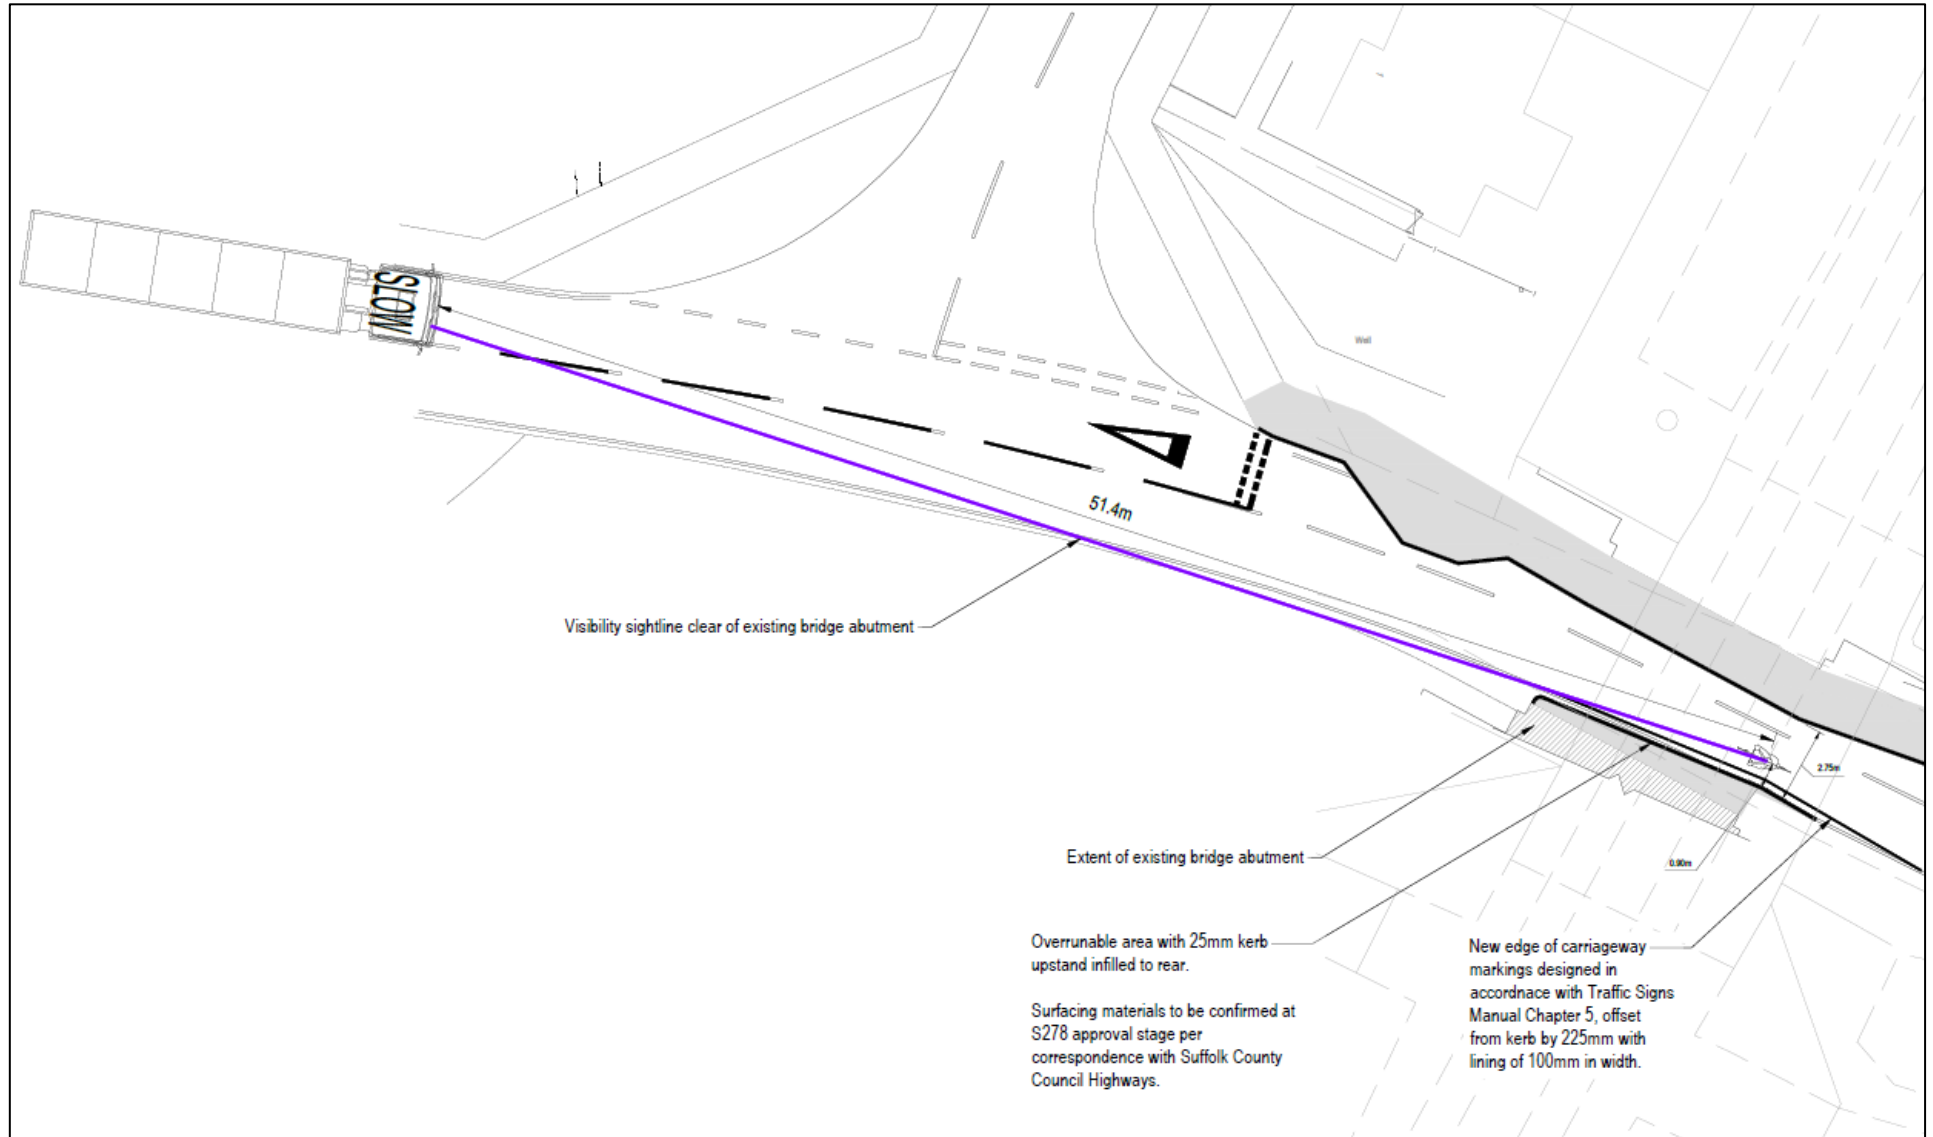 SLOW
Well
51.4m
Visibility sightline clear of existing bridge abutment
2.75m
Extent of existing bridge abutment
0.90m
Overrunable area with 25mm kerb
upstand infilled to rear.
Surfacing materials to be confirmed at
S278 approval stage per
correspondence with Suffolk County
Council Highways.
New edge of carriageway
markings designed in
accordnace with Traffic Signs
Manual Chapter 5, offset
from kerb by 225mm with
lining of 100mm in width.